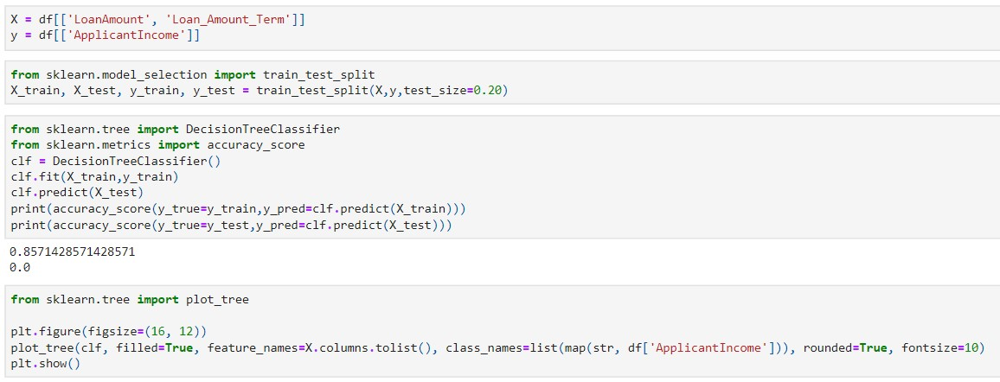 X = df[['LoanAmount', 'Loan_Amount_Term']]
y = df[['ApplicantIncome']]
from sklearn.model_selection import train_test_split
X_train, X_test, y_train, y_test = train_test_split(X,y,test_size=0.20)
from sklearn.tree import DecisionTreeClassifier
from sklearn.metrics import accuracy_score
clf = DecisionTreeClassifier()
clf.fit(X_train,y_train)
clf.predict(X_test)
print(accuracy_score(y_true=y_train,y_pred=clf.predict(X_train)))
print(accuracy_score(y_true=y_test,y_pred=clf.predict(X_test)))
0.8571428571428571
0.0
from sklearn.tree import plot_tree
plt.figure(figsize=(16, 12))
plot_tree(clf, filled=True, feature_names=X.columns.tolist(), class_names=list(map(str, df['ApplicantIncome'])), rounded=True, fontsize=10)
plt.show()